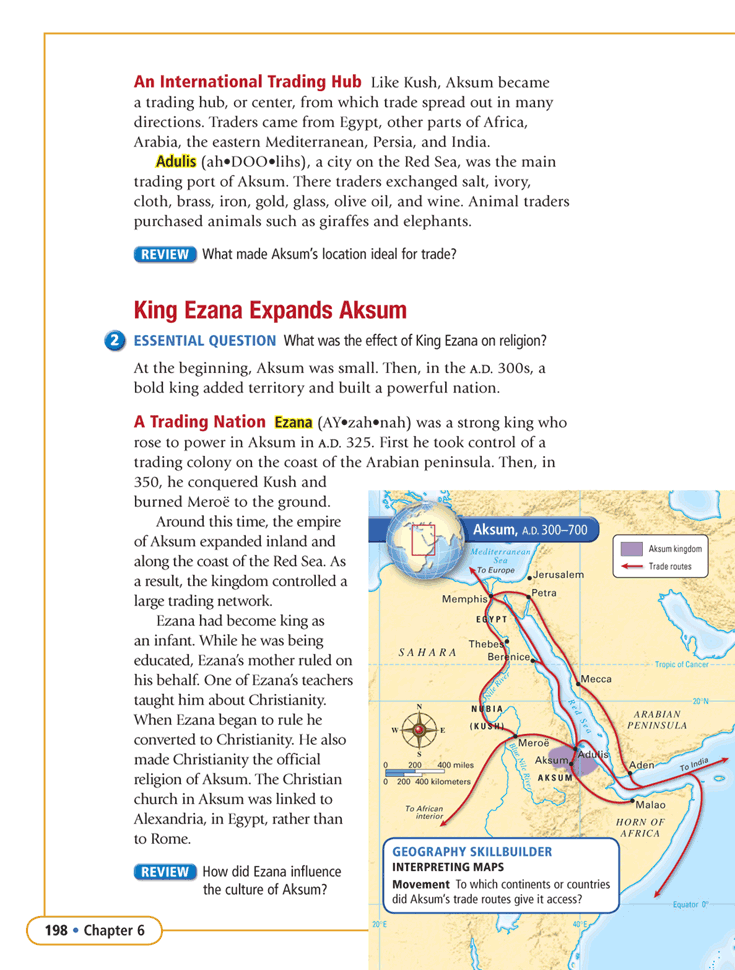 An International Trading Hub Like Kush, Aksum became
a trading hub, or center, from which trade spread out in many
directions. Traders came from Egypt, other parts of Africa,
Arabia, the eastern Mediterranean, Persia, and India.
Adulis (ah•DOO•lihs), a city on the Red Sea, was the main
trading port of Aksum. There traders exchanged salt, ivory,
cloth, brass, iron, gold, glass, olive oil, and wine. Animal traders
purchased animals such as giraffes and elephants.
REVIEW What made Aksum's location ideal for trade?
King Ezana Expands Aksum
2 ESSENTIAL QUESTION What was the effect of King Ezana on religion?
At the beginning, Aksum was small. Then, in the A.D. 300s, a
bold king added territory and built a powerful nation.
A Trading Nation Ezana (AY•zah•nah) was a strong king who
rose to power in Aksum in A.D. 325. First he took control of a
trading colony on the coast of the Arabian peninsula. Then, in
350, he conquered Kush and
burned Meroë to the ground.
Around this time, the empire
of Aksum expanded inland and
along the coast of the Red Sea. As
a result, the kingdom controlled a
large trading network.
Ezana had become king as
an infant. While he was being
educated, Ezana's mother ruled on
his behalf. One of Ezana's teachers
taught him about Christianity.
When Ezana began to rule he
converted to Christianity. He also
made Christianity the official
religion of Aksum. The Christian
church in Aksum was linked to
Alexandria, in Egypt, rather than
to Rome.
REVIEW How did Ezana influence
the culture of Aksum?
Aksum, A.D. 300–700
Aksum kingdom
Trade routes
Mediterranean
Sea
To Europe
Jerusalem
Petra
Memphis
EGYPT
Thebes
SAHARA
Berenice
Tropic of Cancer
Mecca
Nile River
20°N
Red Sea
ARABIAN
PENINSULA
NUBIA
(KUSH)
N
W
E
S
Meroë
Adulis
Aksum
AKSUM
Blue Nile River
Aden
To India
0 200 400 miles
0 200 400 kilometers
Malao
To African
interior
HORN OF
AFRICA
GEOGRAPHY SKILLBUILDER
INTERPRETING MAPS
Movement To which continents or countries
did Aksum's trade routes give it access?
Equator 0°
20°E
40°E
198 • Chapter 6